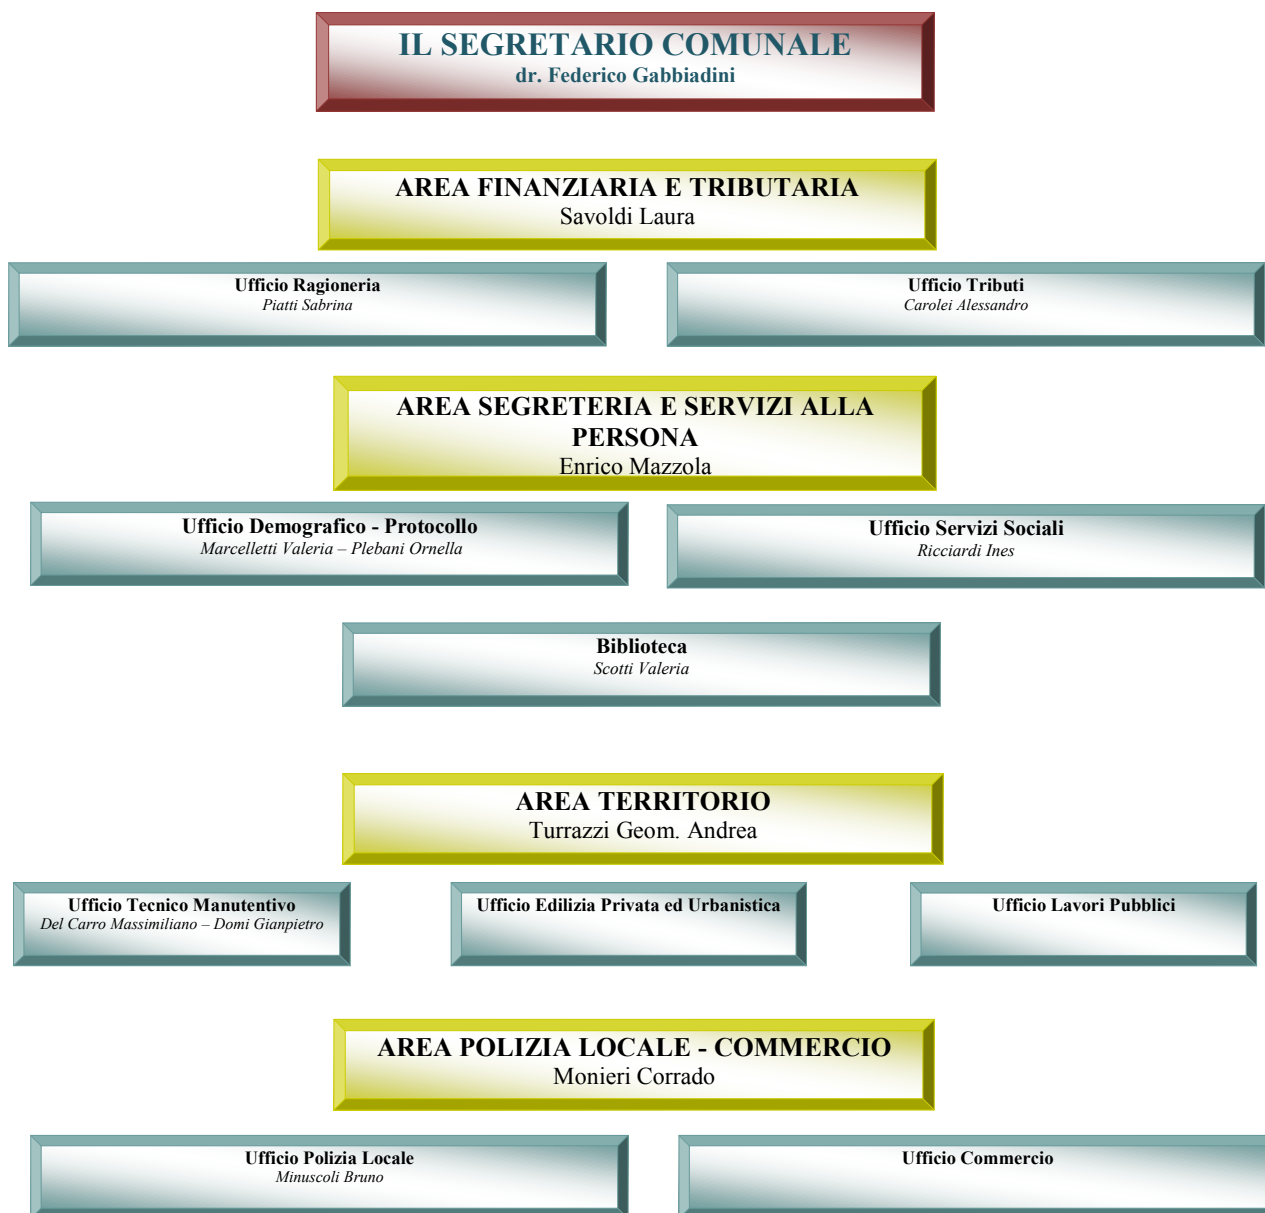 IL SEGRETARIO COMUNALE
dr. Federico Gabbiadini
AREA FINANZIARIA E TRIBUTARIA
Savoldi Laura
Ufficio Ragioneria
Piatti Sabrina
Ufficio Tributi
Carolei Alessandro
AREA SEGRETERIA E SERVIZI ALLA
PERSONA
Enrico Mazzola
Ufficio Demografico - Protocollo
Marcelletti Valeria – Plebani Ornella
Ufficio Servizi Sociali
Ricciardi Ines
Biblioteca
Scotti Valeria
AREA TERRITORIO
Turrazzi Geom. Andrea
Ufficio Tecnico Manutentivo
Del Carro Massimiliano – Domi Gianpietro
Ufficio Edilizia Privata ed Urbanistica
Ufficio Lavori Pubblici
AREA POLIZIA LOCALE - COMMERCIO
Monieri Corrado
Ufficio Polizia Locale
Minuscoli Bruno
Ufficio Commercio